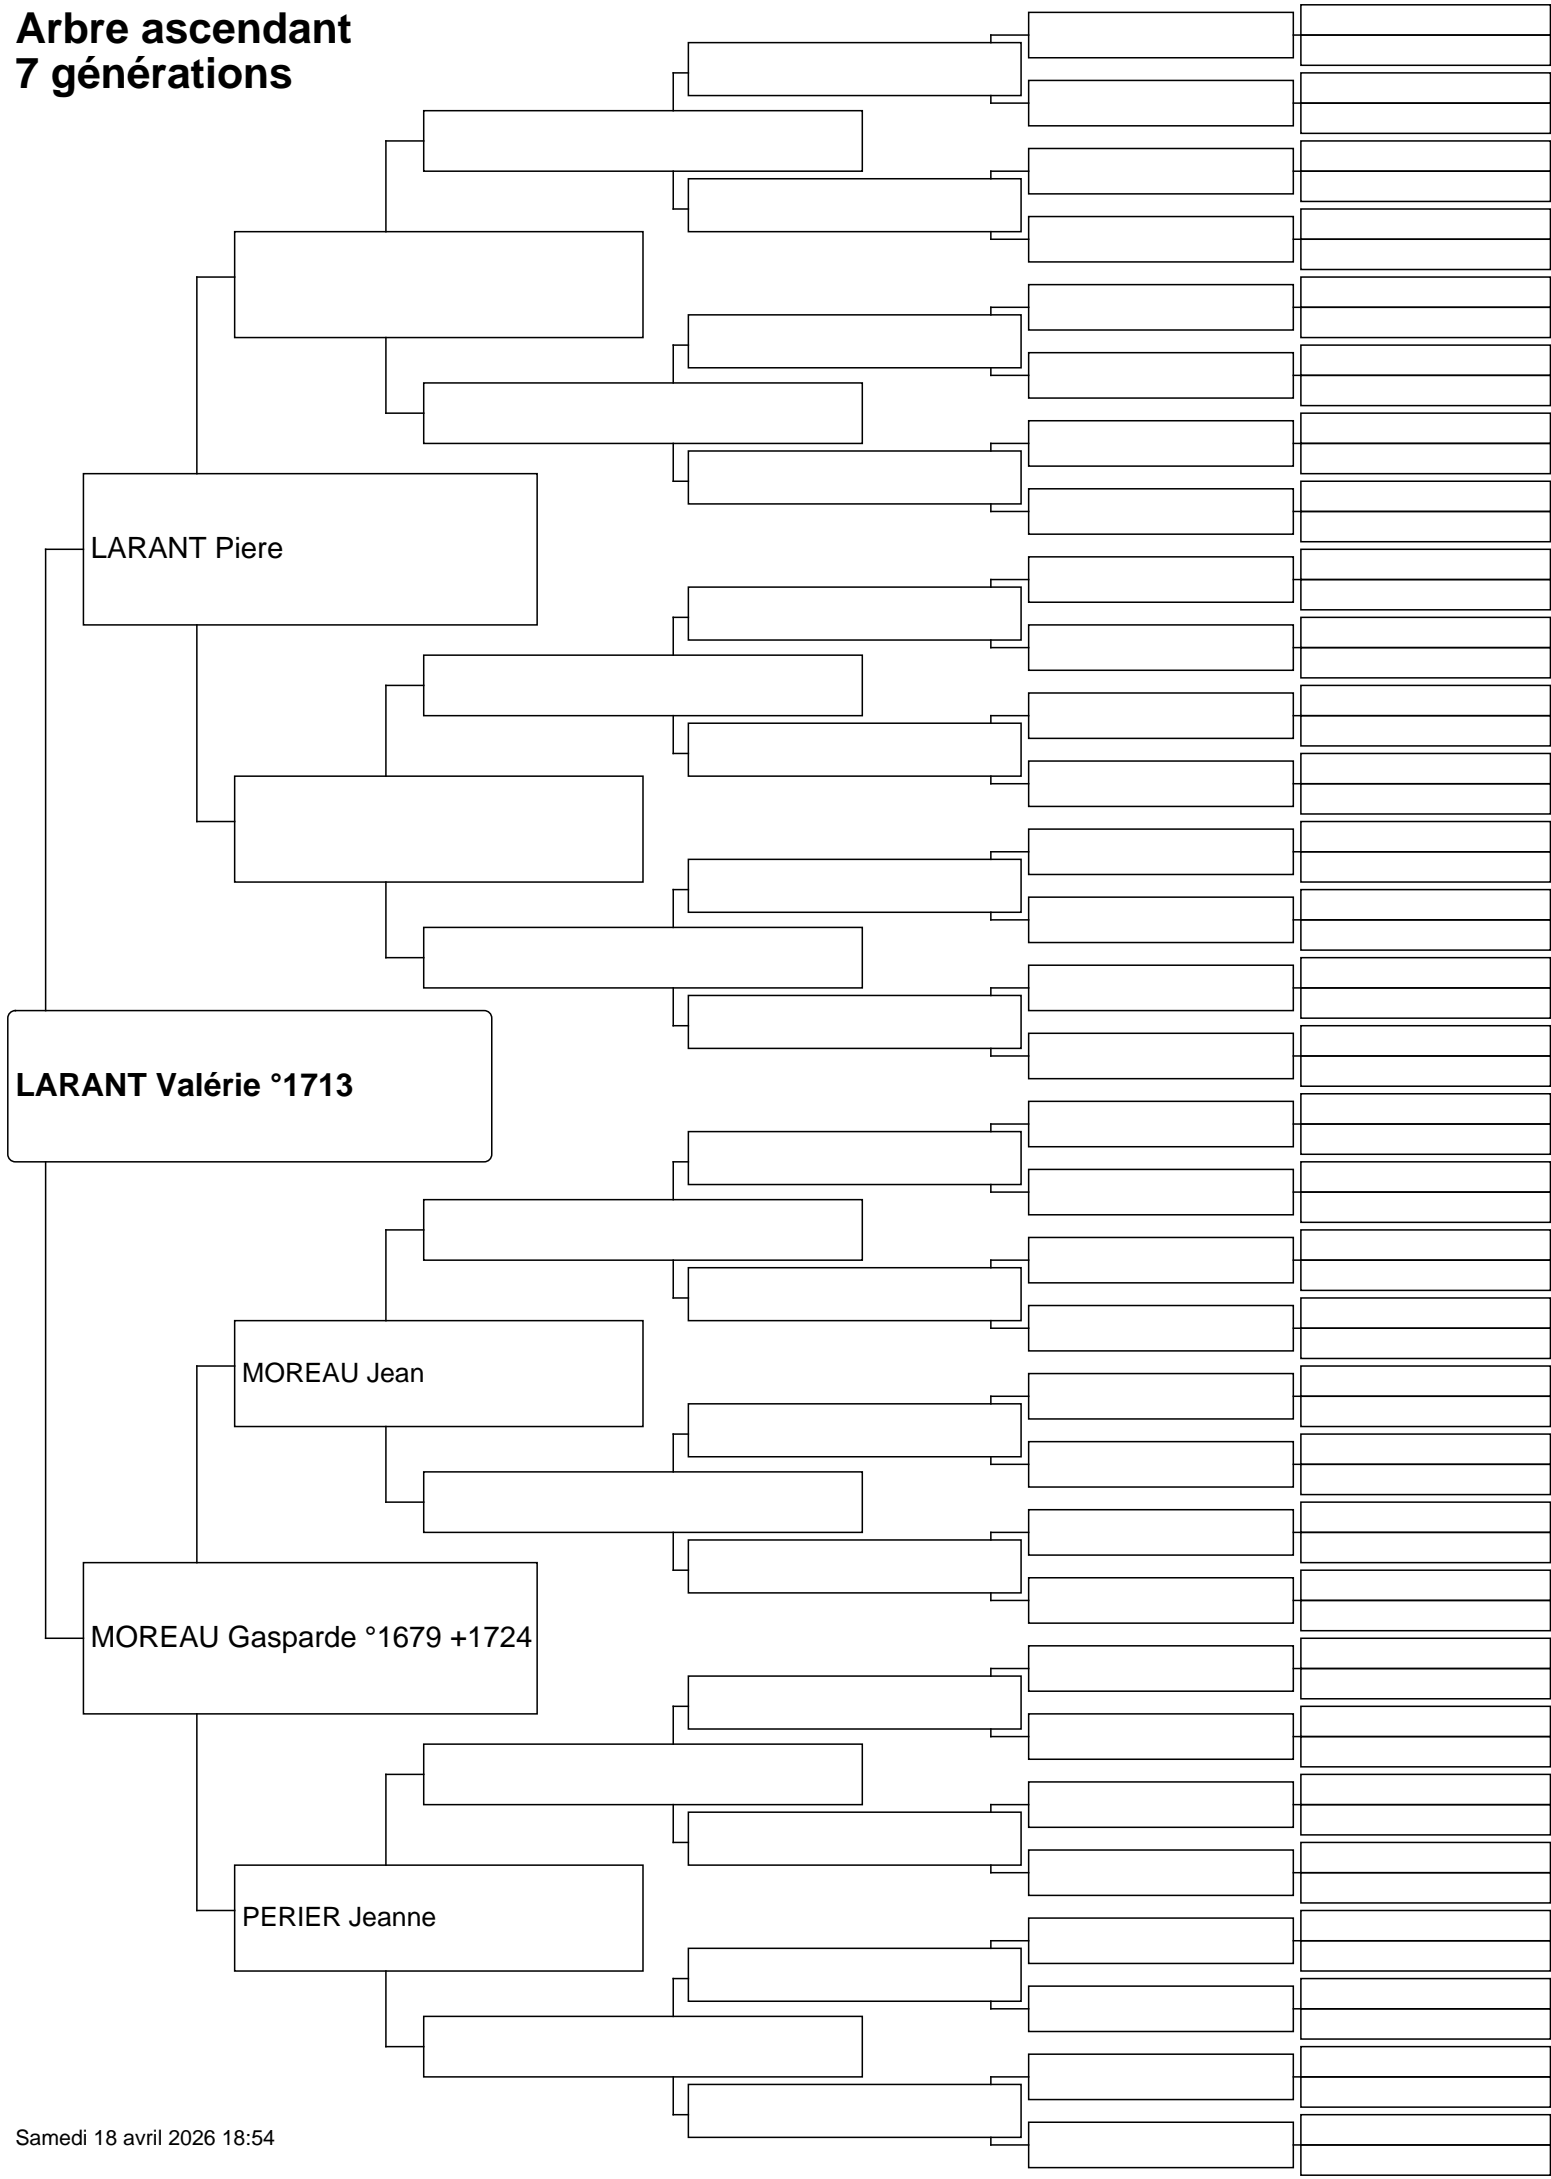 Arbre ascendant
7 générations
LARANT Piere
LARANT Valérie °1713
MOREAU Jean
MOREAU Gasparde °1679 +1724
PERIER Jeanne
Samedi 18 avril 2026 18:54